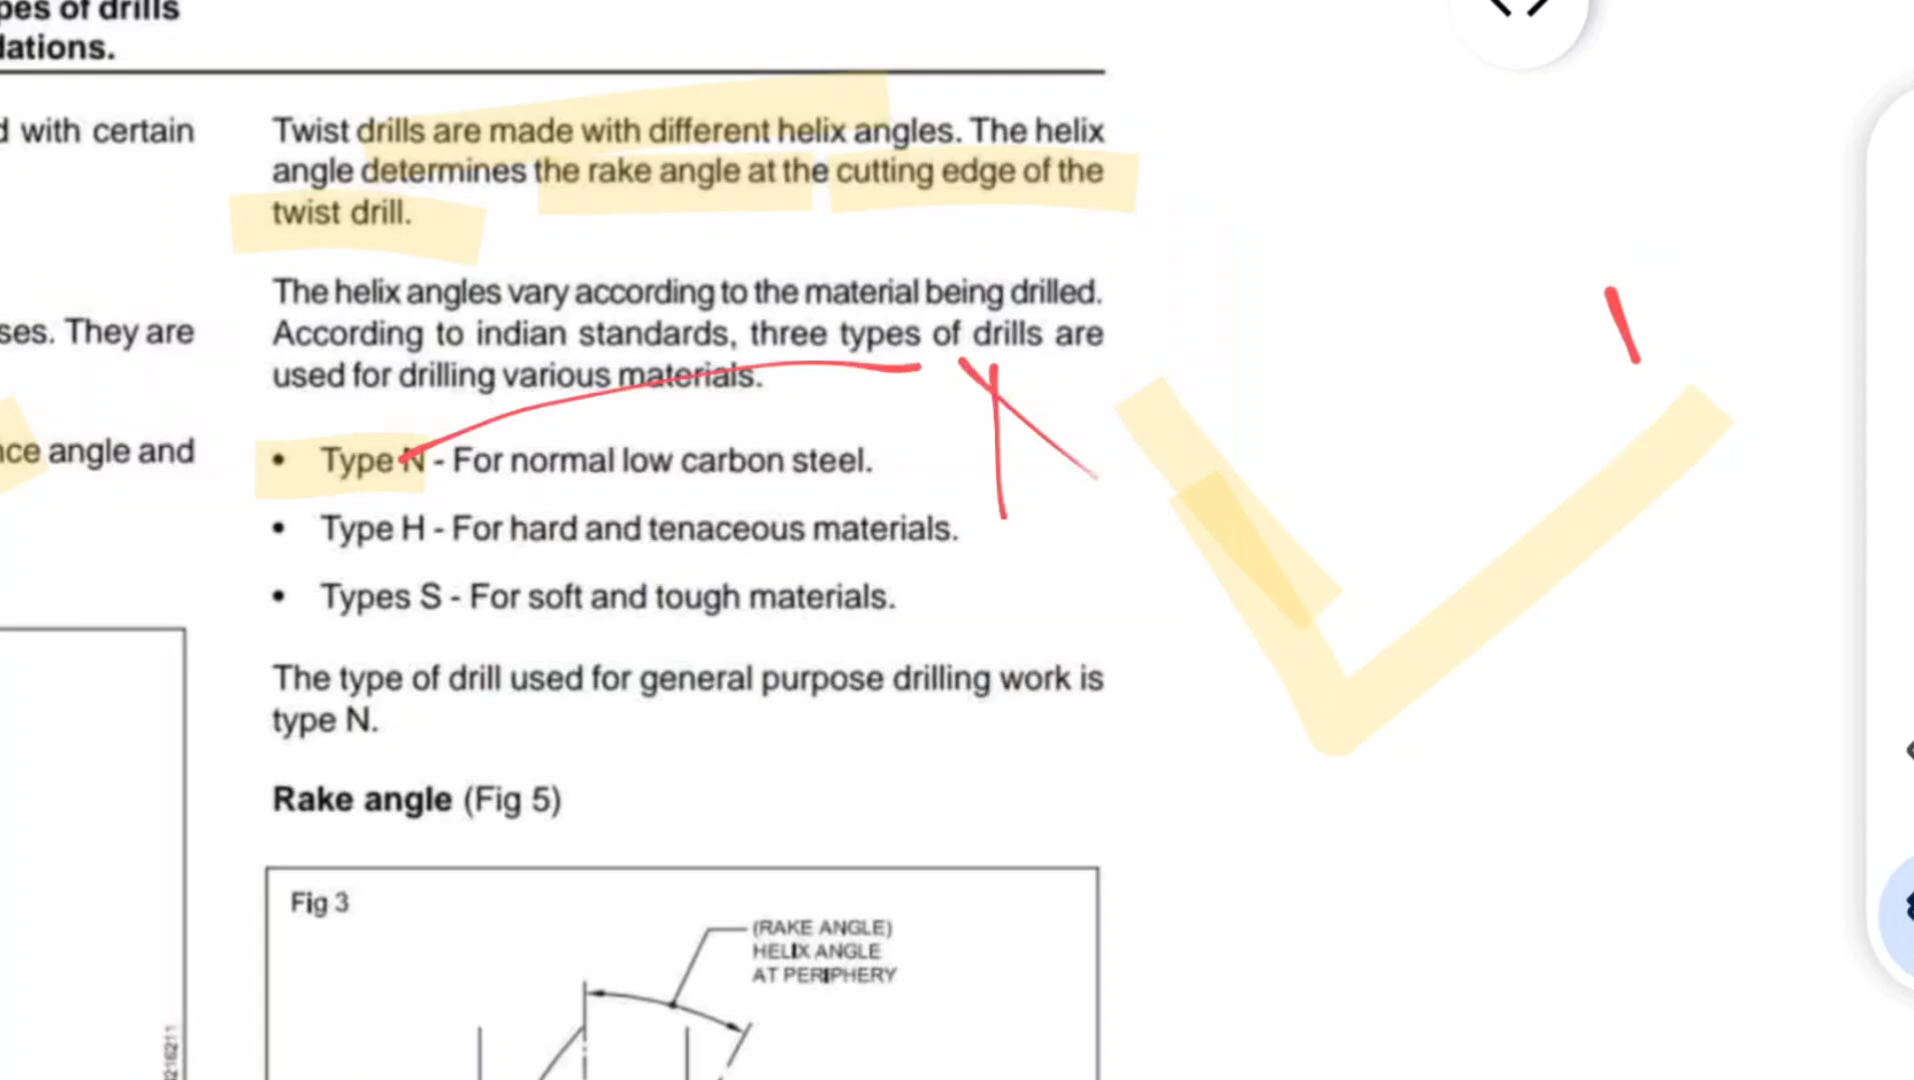 pes of drills
lations.
d with certain
ses. They are
nce angle and
Twist drills are made with different helix angles. The helix
angle determines the rake angle at the cutting edge of the
twist drill.
The helix angles vary according to the material being drilled.
According to indian standards, three types of drills are
used for drilling various materials.
• Type N - For normal low carbon steel.
• Type H - For hard and tenaceous materials.
• Types S - For soft and tough materials.
The type of drill used for general purpose drilling work is
type N.
Rake angle (Fig 5)
Fig 3
(RAKE ANGLE)
HELIX ANGLE
AT PERIPHERY